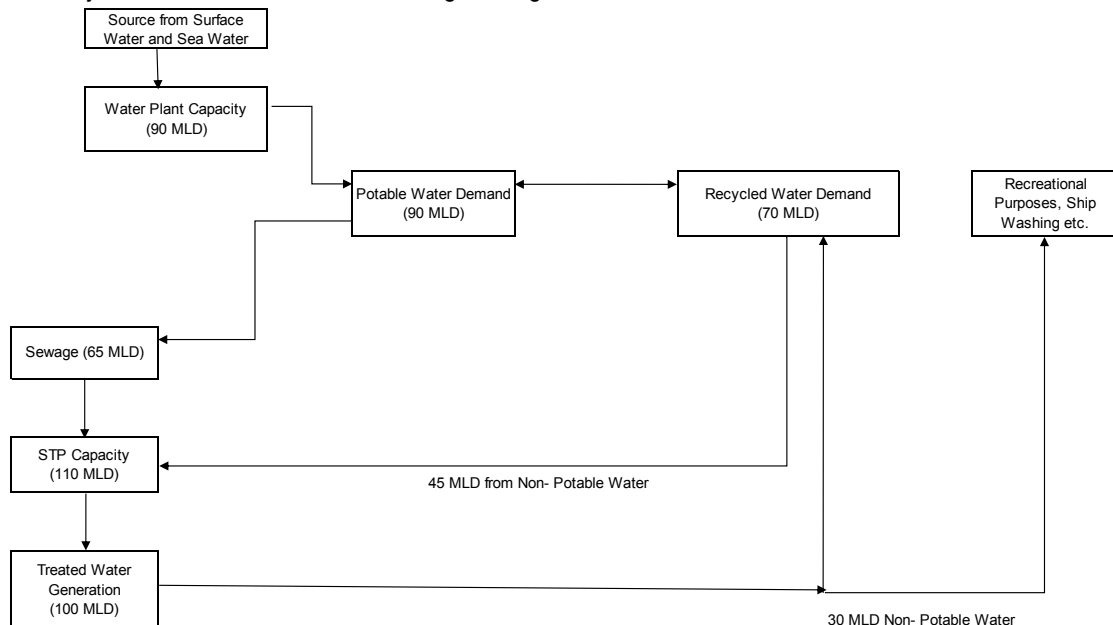 Source from Surface
Water and Sea Water
Water Plant Capacity
(90 MLD)
Potable Water Demand
(90 MLD)
Recycled Water Demand
(70 MLD)
Recreational
Purposes, Ship
Washing etc.
Sewage (65 MLD)
STP Capacity
(110 MLD)
45 MLD from Non- Potable Water
Treated Water
Generation
(100 MLD)
30 MLD Non- Potable Water